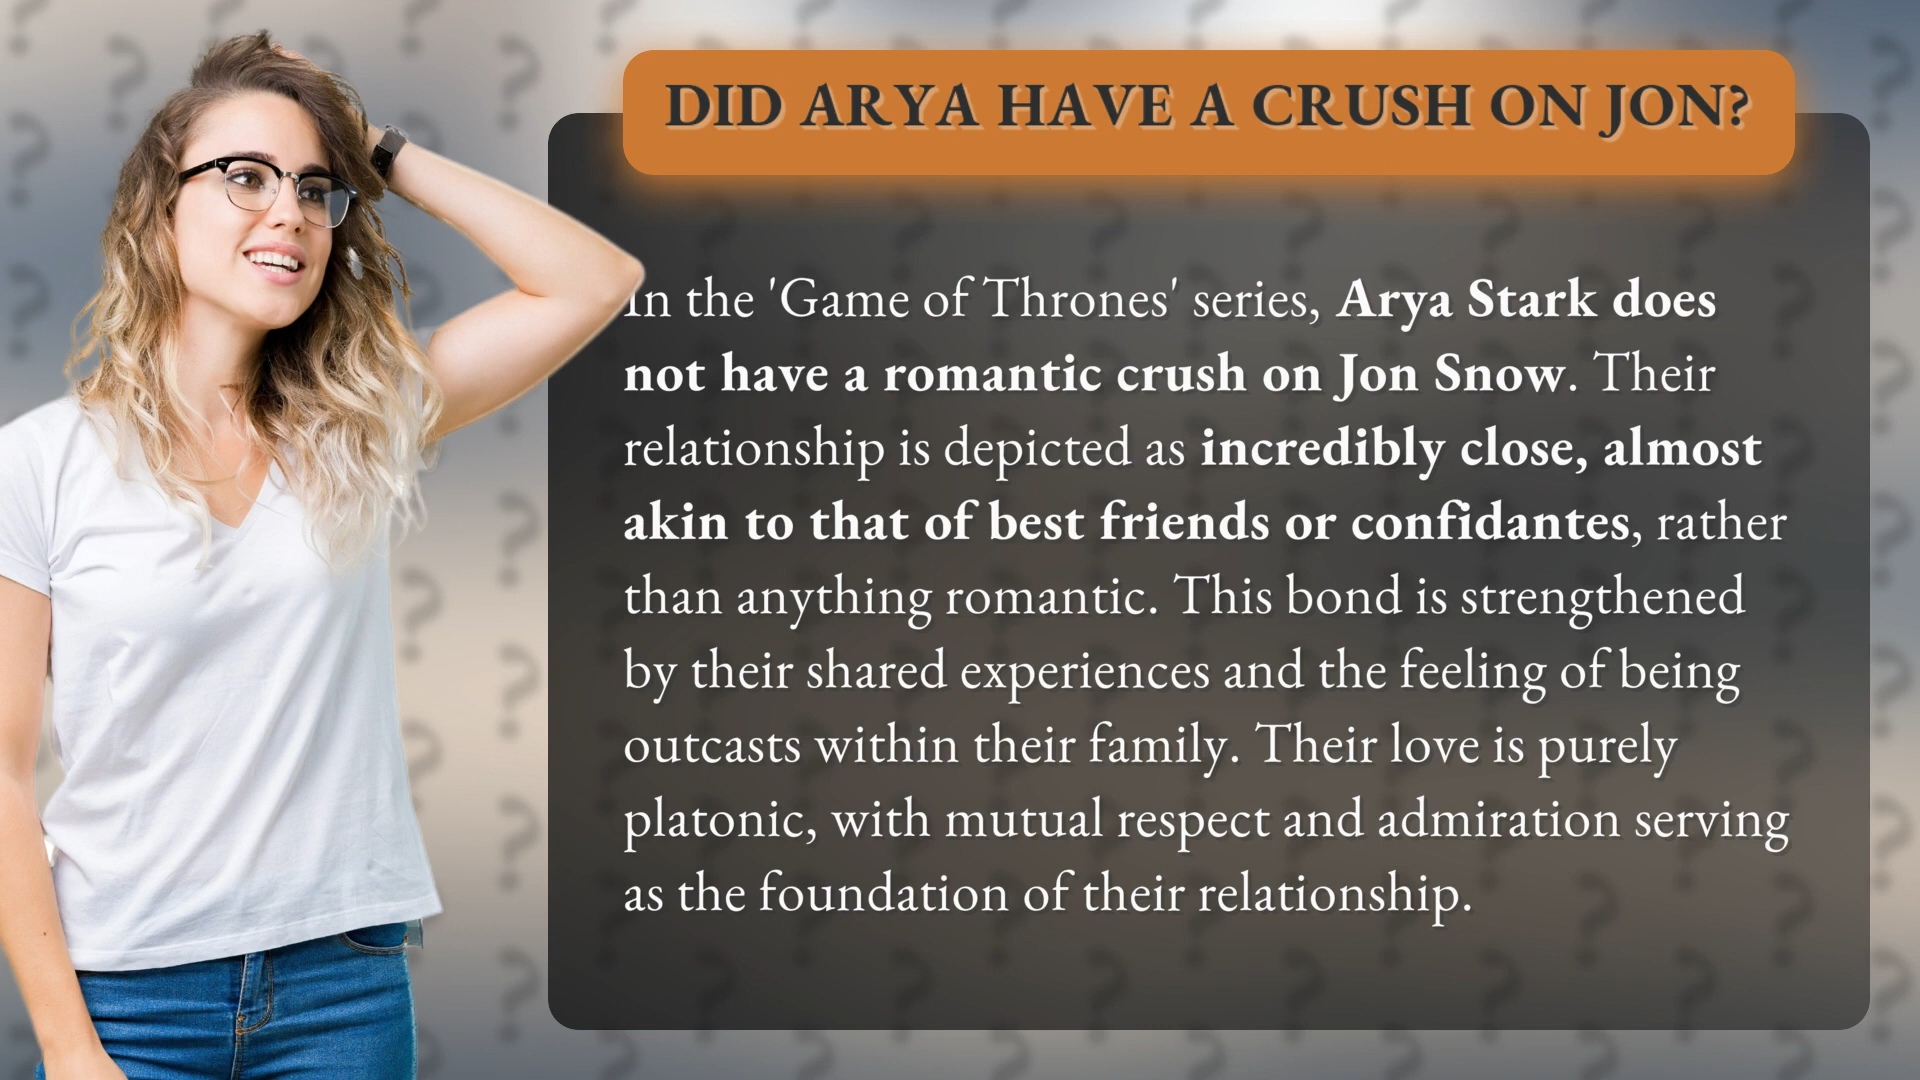 DID ARYA HAVE A CRUSH ON JON?
In the 'Game of Thrones' series, Arya Stark does
not have a romantic crush on Jon Snow. Their
relationship is depicted as incredibly close, almost
akin to that of best friends or confidantes, rather
than anything romantic. This bond is strengthened
by their shared experiences and the feeling of being
outcasts within their family. Their love is purely
platonic, with mutual respect and admiration serving
as the foundation of their relationship.